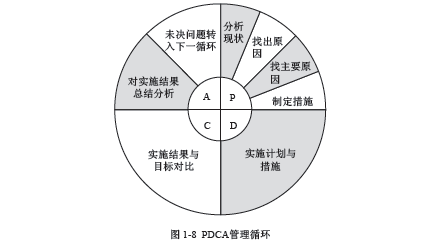 未决问题转
入下一循环
分析
现状
找出原
因
找主要原
因
制定措施
对实施结果
总结分析
A
P
C
D
实施结果与
目标对比
实施计划与
措施
图 1-8 PDCA管理循环